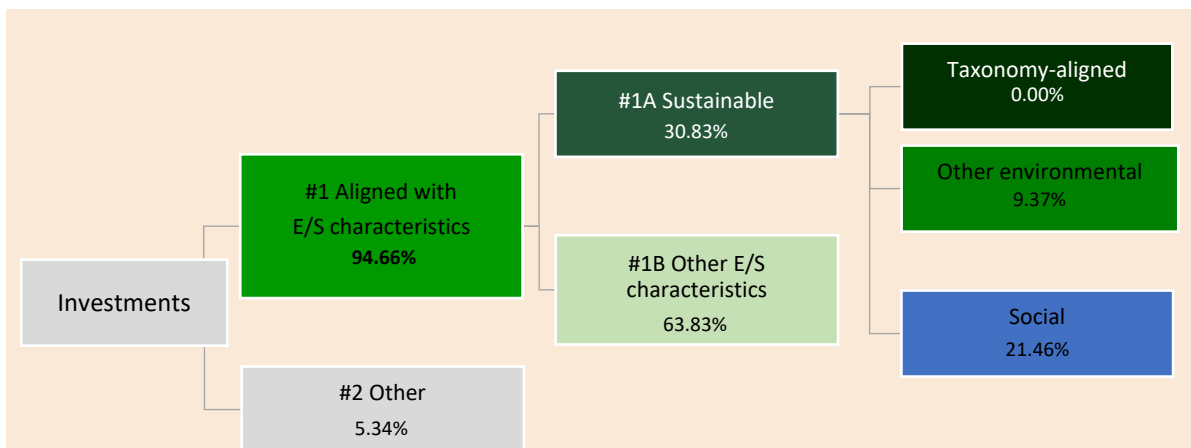 Investments
#1 Aligned with
E/S characteristics
94.66%
#2 Other
5.34%
#1A Sustainable
30.83%
#1B Other E/S
characteristics
63.83%
Taxonomy-aligned
0.00%
Other environmental
9.37%
Social
21.46%